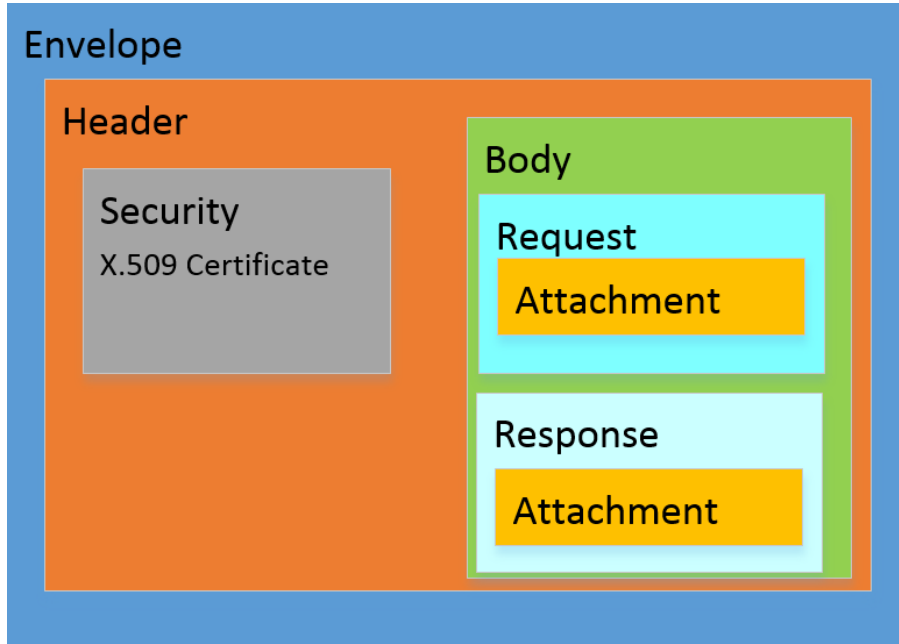 Envelope
Header
Security
X.509 Certificate
Body
Request
Attachment
Response
Attachment